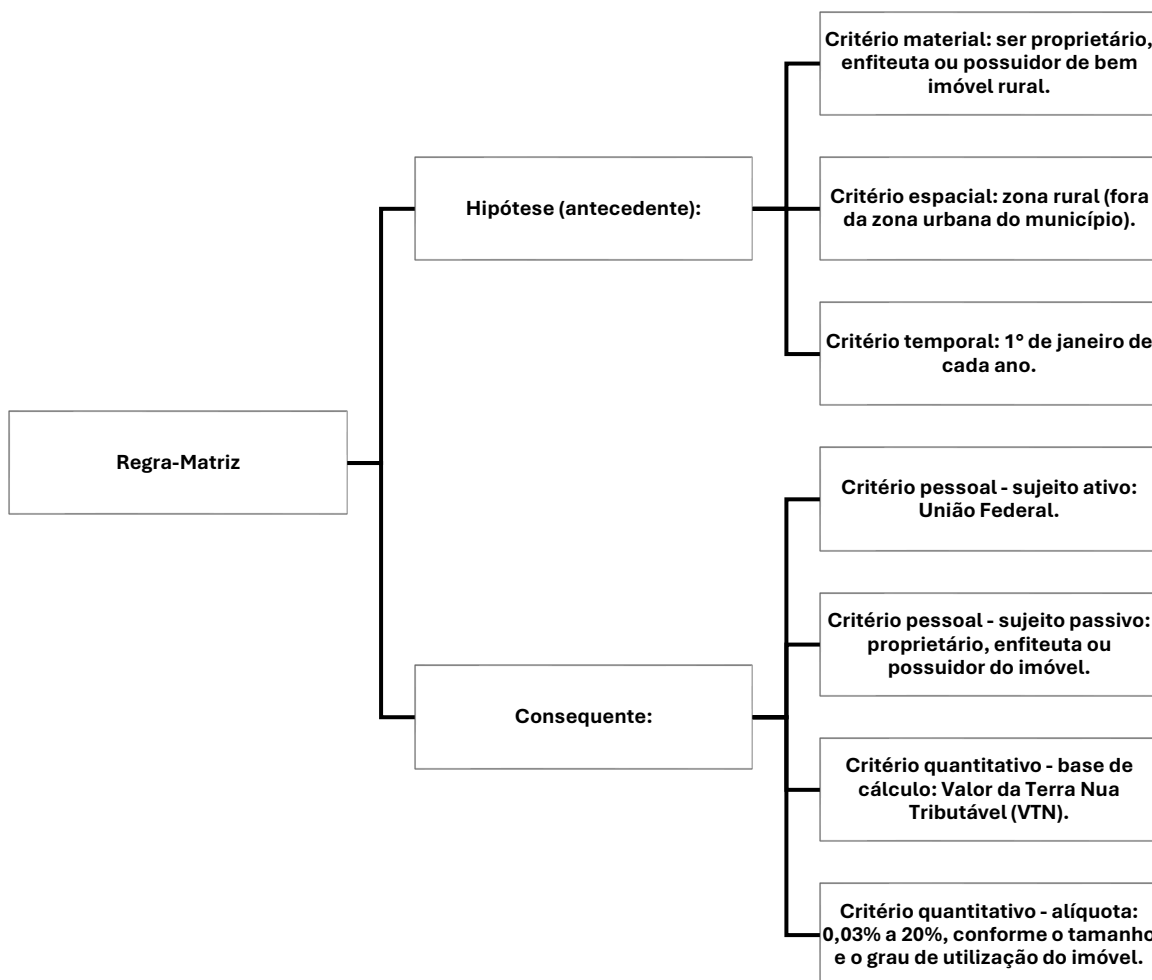 Regra-Matriz
Hipótese (antecedente):
Critério material: ser proprietário,
enfiteuta ou possuidor de bem
imóvel rural.
Critério espacial: zona rural (fora
da zona urbana do município).
Critério temporal: 1° de janeiro de
cada ano.
Consequente:
Critério pessoal - sujeito ativo:
União Federal.
Critério pessoal - sujeito passivo:
proprietário, enfiteuta ou
possuidor do imóvel.
Critério quantitativo - base de
cálculo: Valor da Terra Nua
Tributável (VTN).
Critério quantitativo - alíquota:
0,03% a 20%, conforme o tamanho
e o grau de utilização do imóvel.